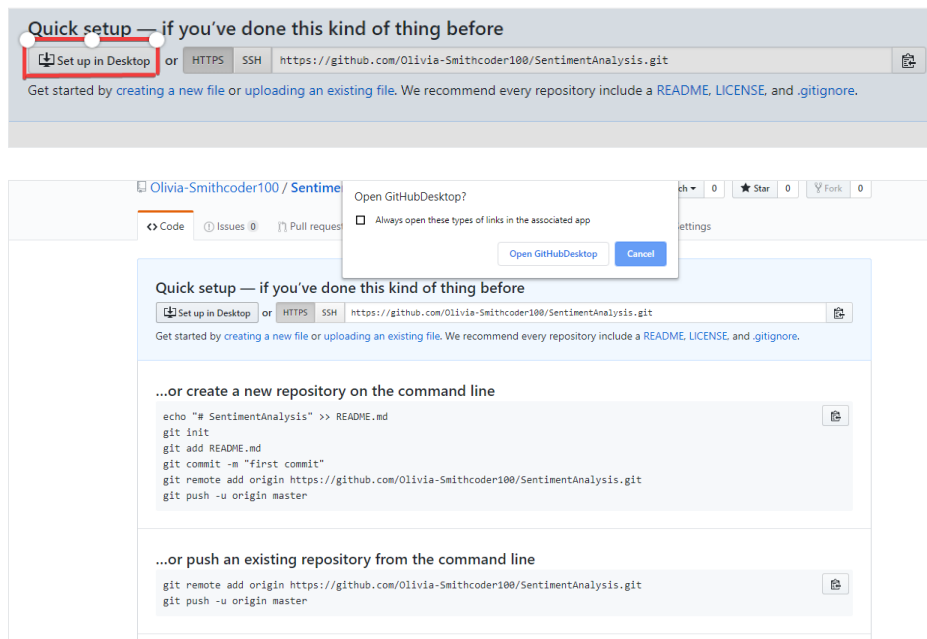 Quick setup — if you've done this kind of thing before
Set up in Desktop or HTTPS SSH https://github.com/Olivia-Smithcoder100/SentimentAnalysis.git
Get started by creating a new file or uploading an existing file. We recommend every repository include a README, LICENSE, and .gitignore.
Olivia-Smithcoder100 / Sentime
ch 0 Star 0 Fork 0
Open GitHubDesktop?
Always open these types of links in the associated app
Code Issues 0 Pull reques ettings
Open GitHubDesktop Cancel
Quick setup — if you've done this kind of thing before
Set up in Desktop or HTTPS SSH https://github.com/Olivia-Smithcoder100/SentimentAnalysis.git
Get started by creating a new file or uploading an existing file. We recommend every repository include a README, LICENSE, and .gitignore.
...or create a new repository on the command line
echo "# SentimentAnalysis" >> README.md
git init
git add README.md
git commit -m "first commit"
git remote add origin https://github.com/Olivia-Smithcoder100/SentimentAnalysis.git
git push -u origin master
...or push an existing repository from the command line
git remote add origin https://github.com/Olivia-Smithcoder100/SentimentAnalysis.git
git push -u origin master